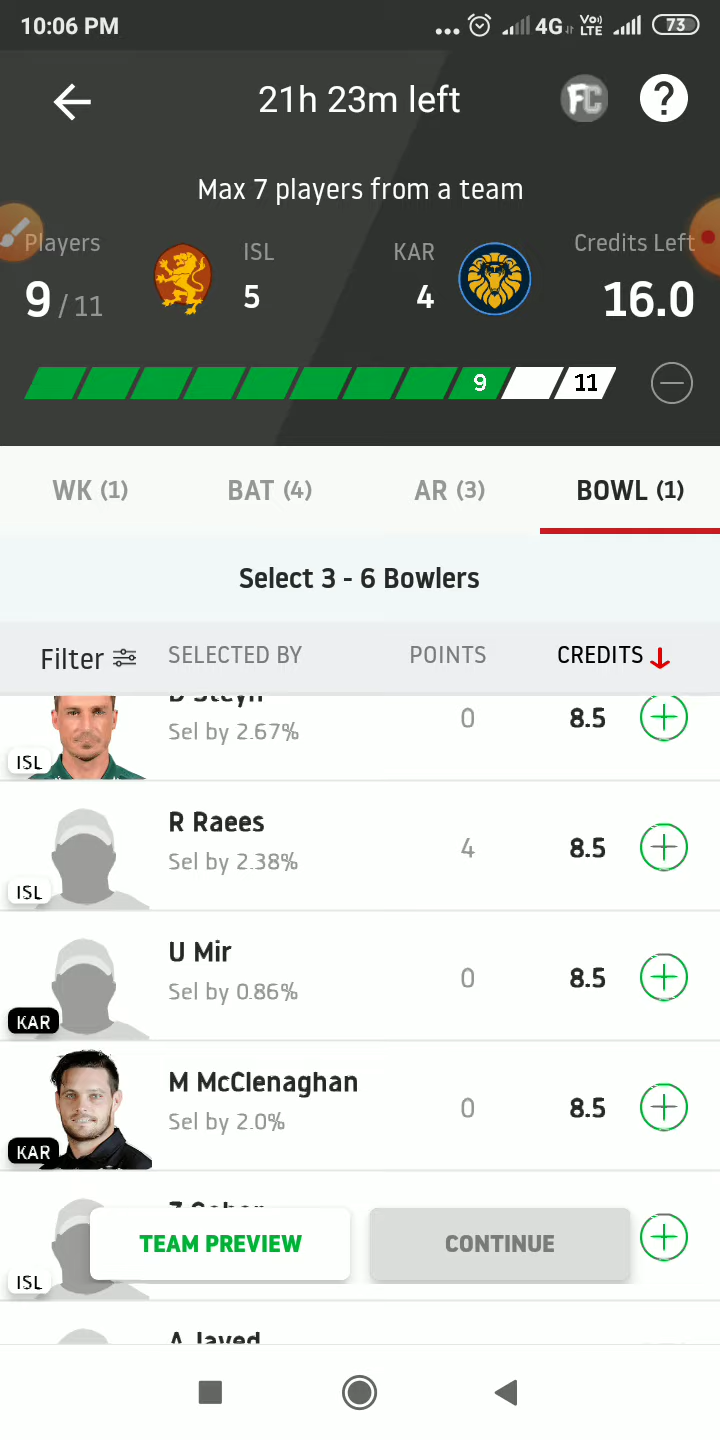 10:06 PM
4G
Vo) LTE
73
21h 23m left
FC
?
Max 7 players from a team
Players
ISL
KAR
Credits Left
9 / 11
5
4
16.0
9
11
WK (1)
BAT (4)
AR (3)
BOWL (1)
Select 3 - 6 Bowlers
Filter
SELECTED BY
POINTS
CREDITS
D Steyn
Sel by 2.67%
0
8.5
ISL
R Raees
Sel by 2.38%
4
8.5
ISL
U Mir
Sel by 0.86%
0
8.5
KAR
M McClenaghan
Sel by 2.0%
0
8.5
KAR
TEAM PREVIEW
CONTINUE
ISL
A Javed